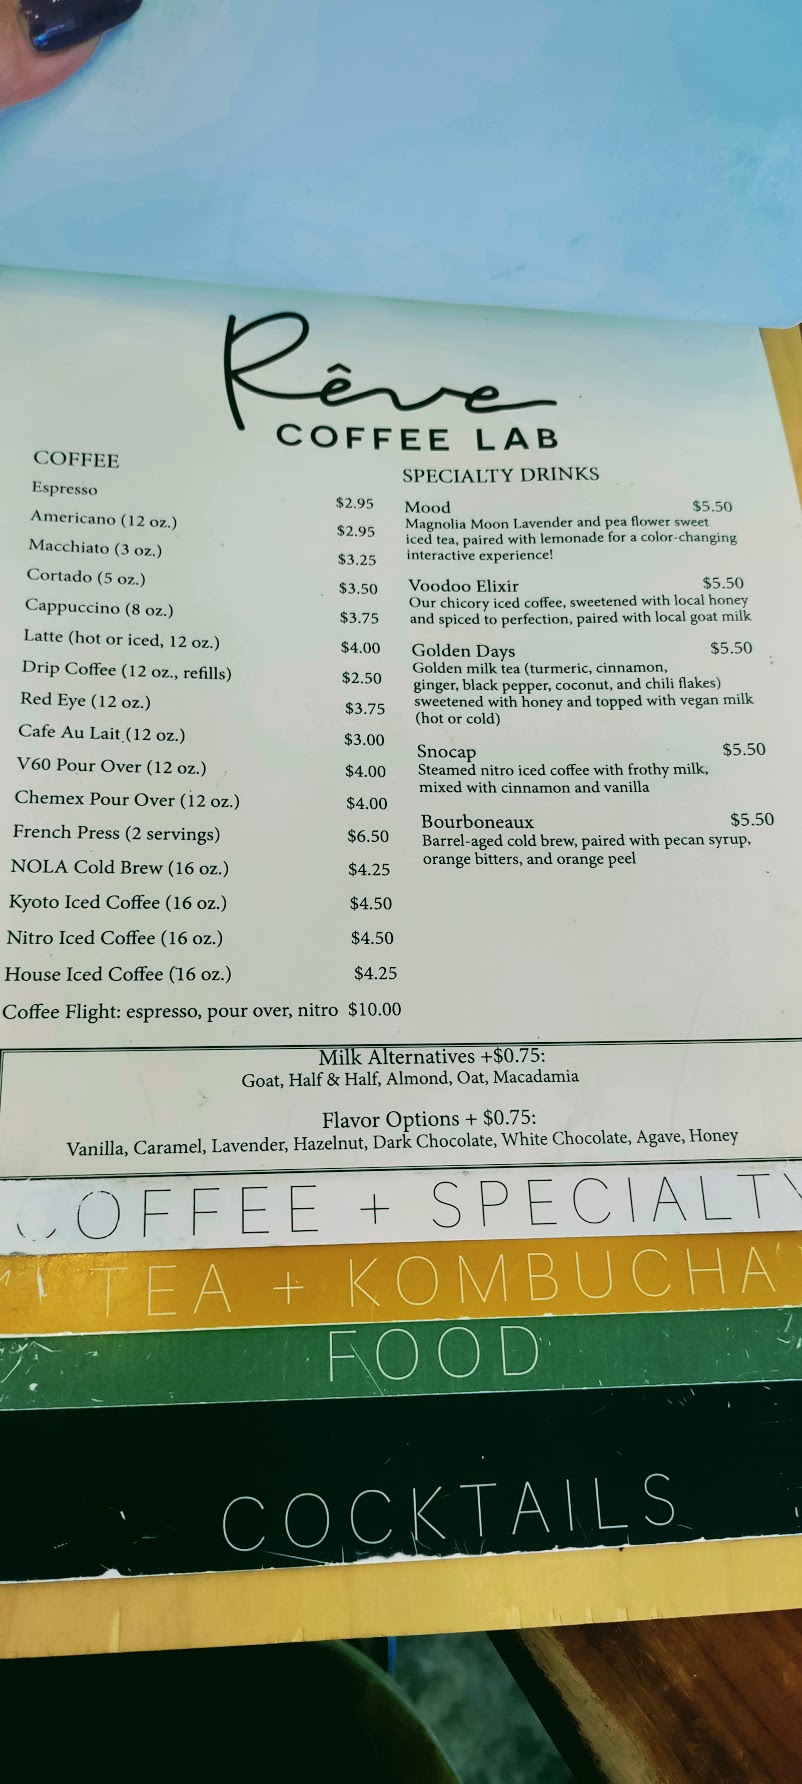 Rêve
COFFEE LAB
COFFEE
Espresso $2.95
Americano (12 oz.) $2.95
Macchiato (3 oz.) $3.25
Cortado (5 oz.) $3.50
Cappuccino (8 oz.) $3.75
Latte (hot or iced, 12 oz.) $4.00
Drip Coffee (12 oz., refills) $2.50
Red Eye (12 oz.) $3.75
Cafe Au Lait (12 oz.) $3.00
V60 Pour Over (12 oz.) $4.00
Chemex Pour Over (12 oz.) $4.00
French Press (2 servings) $6.50
NOLA Cold Brew (16 oz.) $4.25
Kyoto Iced Coffee (16 oz.) $4.50
Nitro Iced Coffee (16 oz.) $4.50
House Iced Coffee (16 oz.) $4.25
Coffee Flight: espresso, pour over, nitro $10.00
SPECIALTY DRINKS
Mood $5.50
Magnolia Moon Lavender and pea flower sweet
iced tea, paired with lemonade for a color-changing
interactive experience!
Voodoo Elixir $5.50
Our chicory iced coffee, sweetened with local honey
and spiced to perfection, paired with local goat milk
Golden Days $5.50
Golden milk tea (turmeric, cinnamon,
ginger, black pepper, coconut, and chili flakes)
sweetened with honey and topped with vegan milk
(hot or cold)
Snocap $5.50
Steamed nitro iced coffee with frothy milk,
mixed with cinnamon and vanilla
Bourboneaux $5.50
Barrel-aged cold brew, paired with pecan syrup,
orange bitters, and orange peel
Milk Alternatives +$0.75:
Goat, Half & Half, Almond, Oat, Macadamia
Flavor Options + $0.75:
Vanilla, Caramel, Lavender, Hazelnut, Dark Chocolate, White Chocolate, Agave, Honey
COFFEE + SPECIALTY
TEA + KOMBUCHA
FOOD
COCKTAILS